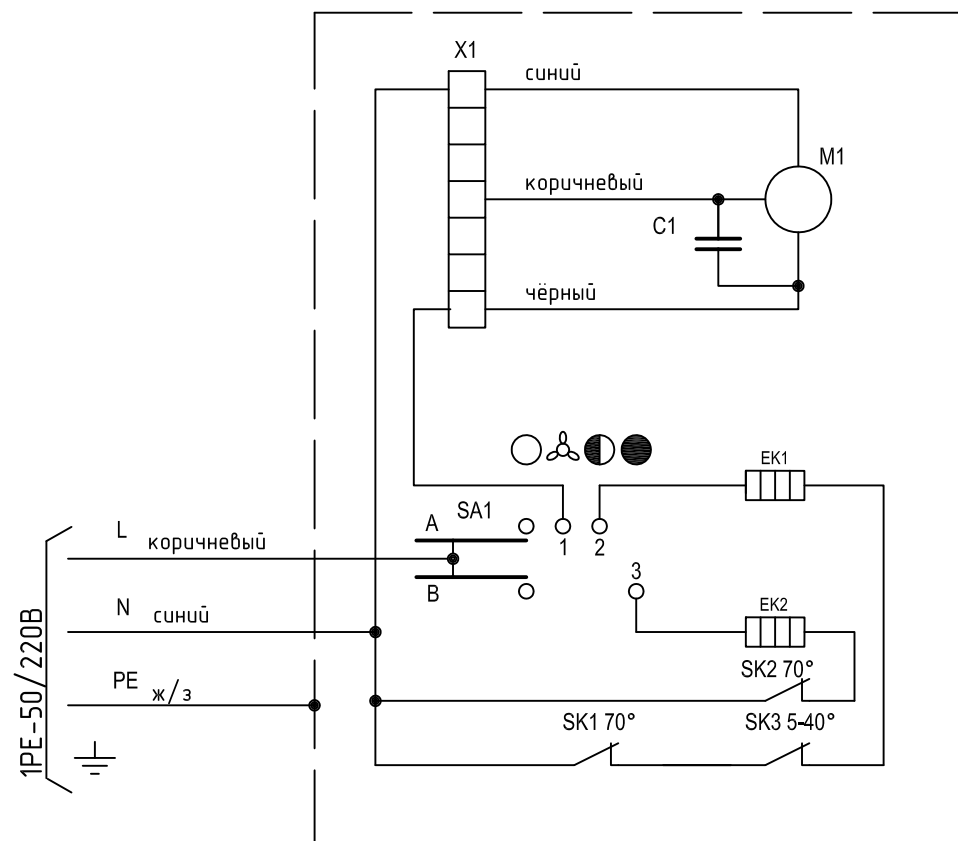 X1
синий
M1
коричневый
C1
чёрный
EK1
SA1
A
1
2
L
коричневый
B
3
N
синий
EK2
SK2 70°
PE
ж/з
SK1 70°
SK3 5-40°
1PE-50/220В